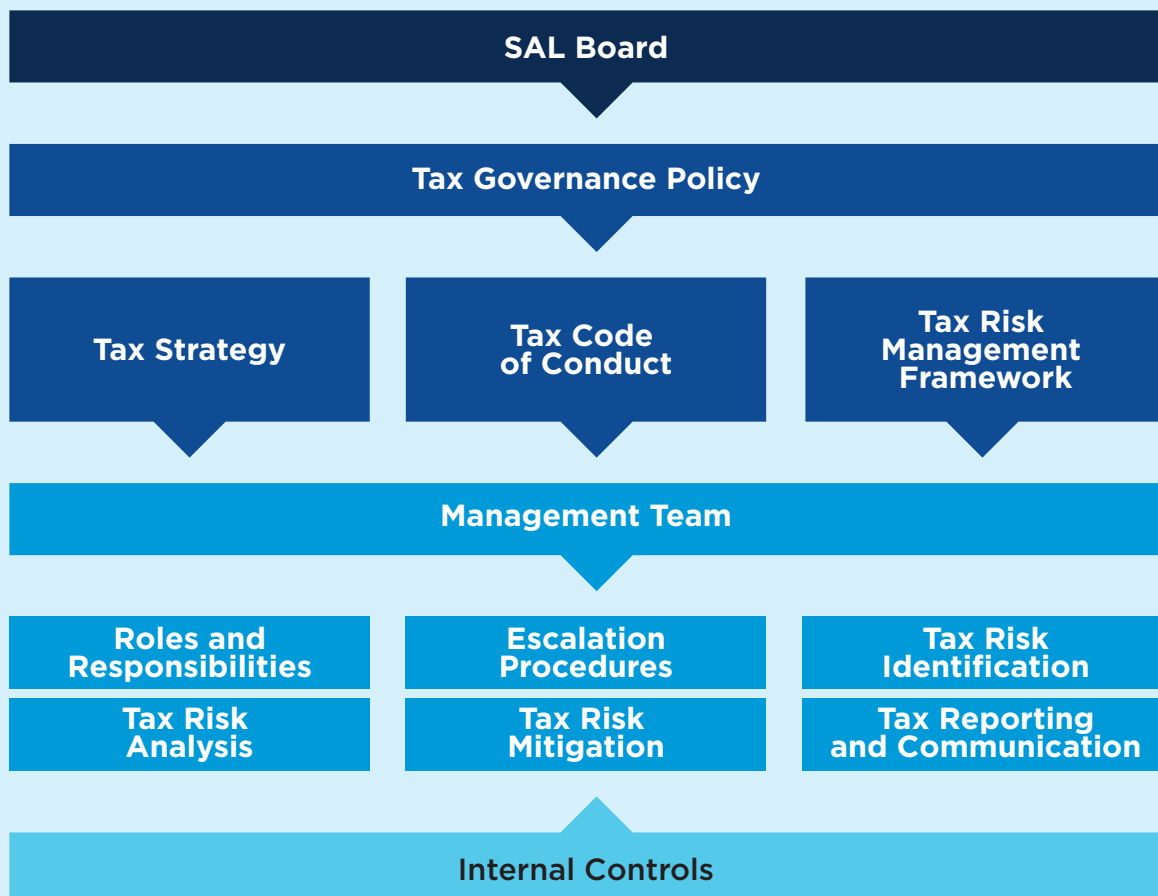 SAL Board
Tax Governance Policy
Tax Strategy
Tax Code
of Conduct
Tax Risk
Management
Framework
Management Team
Roles and
Responsibilities
Escalation
Procedures
Tax Risk
Identification
Tax Risk
Analysis
Tax Risk
Mitigation
Tax Reporting
and Communication
Internal Controls